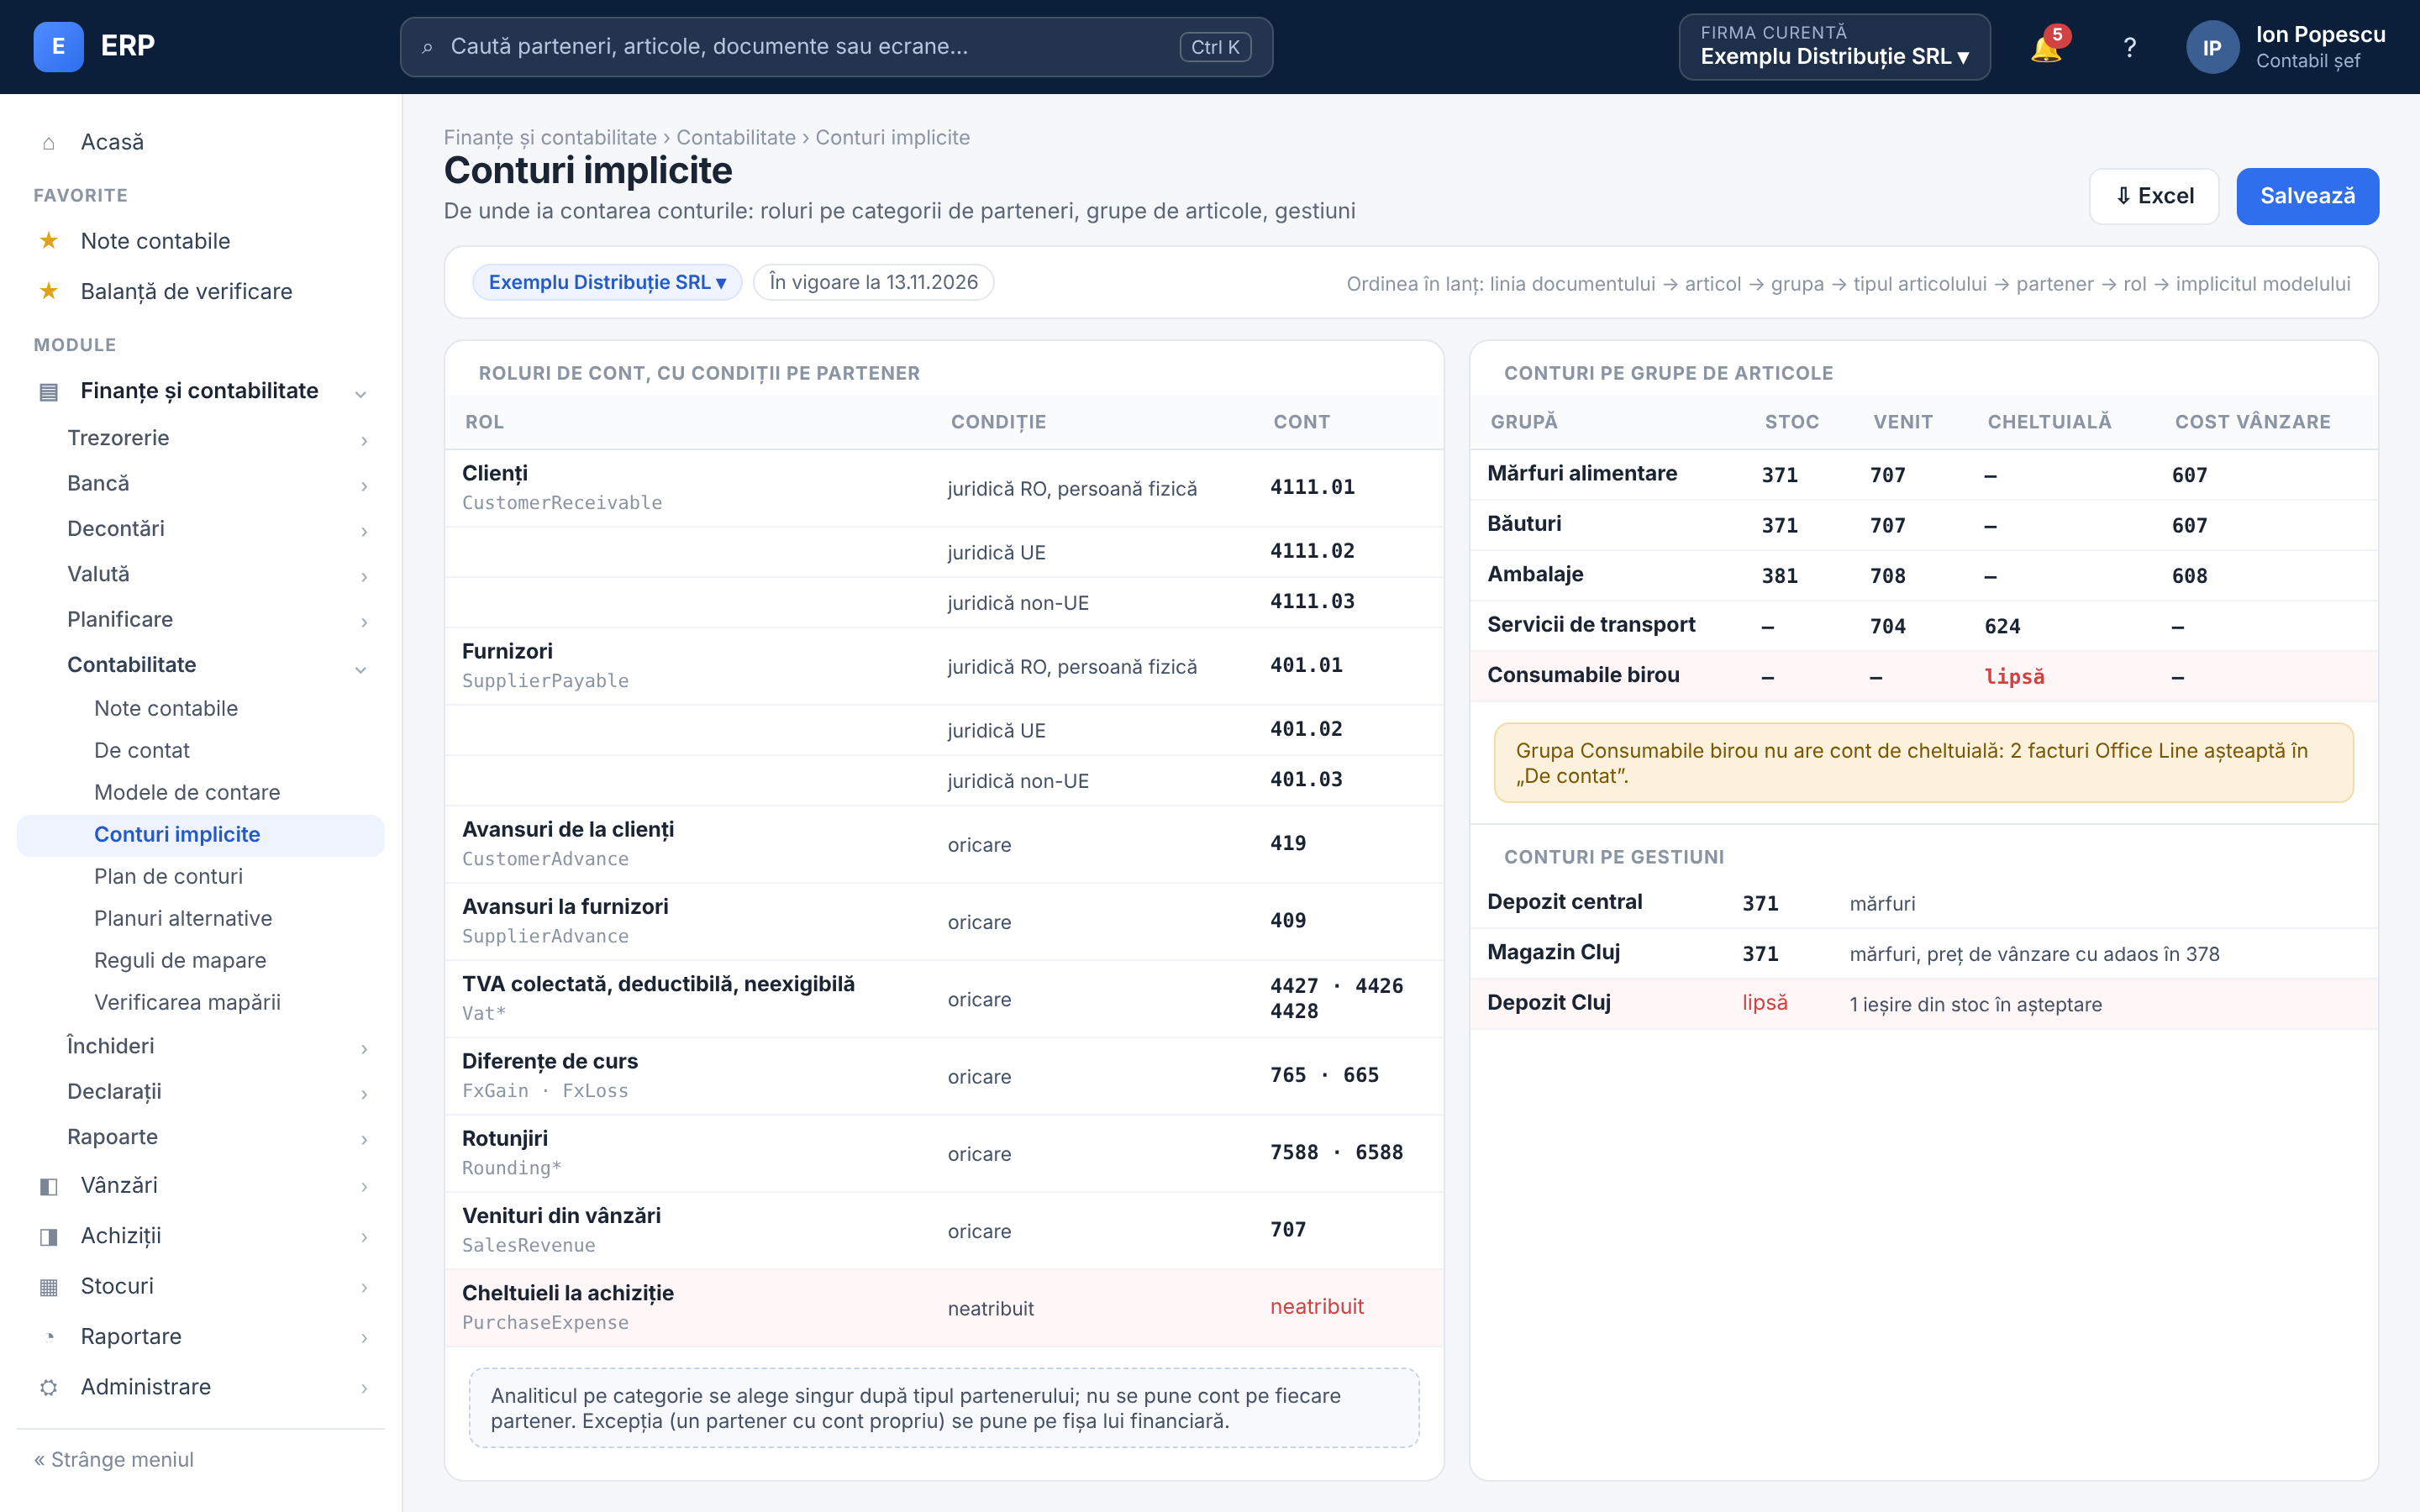 E ERP
Caută parteneri, articole, documente sau ecrane... Ctrl K
FIRMA CURENTĂ
Exemplu Distribuție SRL ▾
5
?
IP
Ion Popescu
Contabil șef
Acasă
FAVORITE
★ Note contabile
★ Balanță de verificare
MODULE
Finanțe și contabilitate
Trezorerie
Bancă
Decontări
Valută
Planificare
Contabilitate
Note contabile
De contat
Modele de contare
Conturi implicite
Plan de conturi
Planuri alternative
Reguli de mapare
Verificarea mapării
Închideri
Declarații
Rapoarte
Vânzări
Achiziții
Stocuri
Raportare
Administrare
« Strânge meniul
Finanțe și contabilitate › Contabilitate › Conturi implicite
Conturi implicite
De unde ia contarea conturile: roluri pe categorii de parteneri, grupe de articole, gestiuni
⇩ Excel
Salvează
Exemplu Distribuție SRL ▾
În vigoare la 13.11.2026
Ordinea în lanț: linia documentului → articol → grupa → tipul articolului → partener → rol → implicitul modelului
ROLURI DE CONT, CU CONDIȚII PE PARTENER
ROL CONDIȚIE CONT
Clienți
CustomerReceivable
juridică RO, persoană fizică 4111.01
juridică UE 4111.02
juridică non-UE 4111.03
Furnizori
SupplierPayable
juridică RO, persoană fizică 401.01
juridică UE 401.02
juridică non-UE 401.03
Avansuri de la clienți
CustomerAdvance
oricare 419
Avansuri la furnizori
SupplierAdvance
oricare 409
TVA colectată, deductibilă, neexigibilă
Vat*
oricare
4427 · 4426
4428
Diferențe de curs
FxGain · FxLoss
oricare 765 · 665
Rotunjiri
Rounding*
oricare 7588 · 6588
Venituri din vânzări
SalesRevenue
oricare 707
Cheltuieli la achiziție
PurchaseExpense
neatribuit neatribuit
Analiticul pe categorie se alege singur după tipul partenerului; nu se pune cont pe fiecare
partener. Excepția (un partener cu cont propriu) se pune pe fișa lui financiară.
CONTURI PE GRUPE DE ARTICOLE
GRUPĂ STOC VENIT CHELTUIALĂ COST VÂNZARE
Mărfuri alimentare 371 707 — 607
Băuturi 371 707 — 607
Ambalaje 381 708 — 608
Servicii de transport — 704 624 —
Consumabile birou — — lipsă —
Grupa Consumabile birou nu are cont de cheltuială: 2 facturi Office Line așteaptă în
„De contat”.
CONTURI PE GESTIUNI
Depozit central 371 mărfuri
Magazin Cluj 371 mărfuri, preț de vânzare cu adaos în 378
Depozit Cluj lipsă 1 ieșire din stoc în așteptare